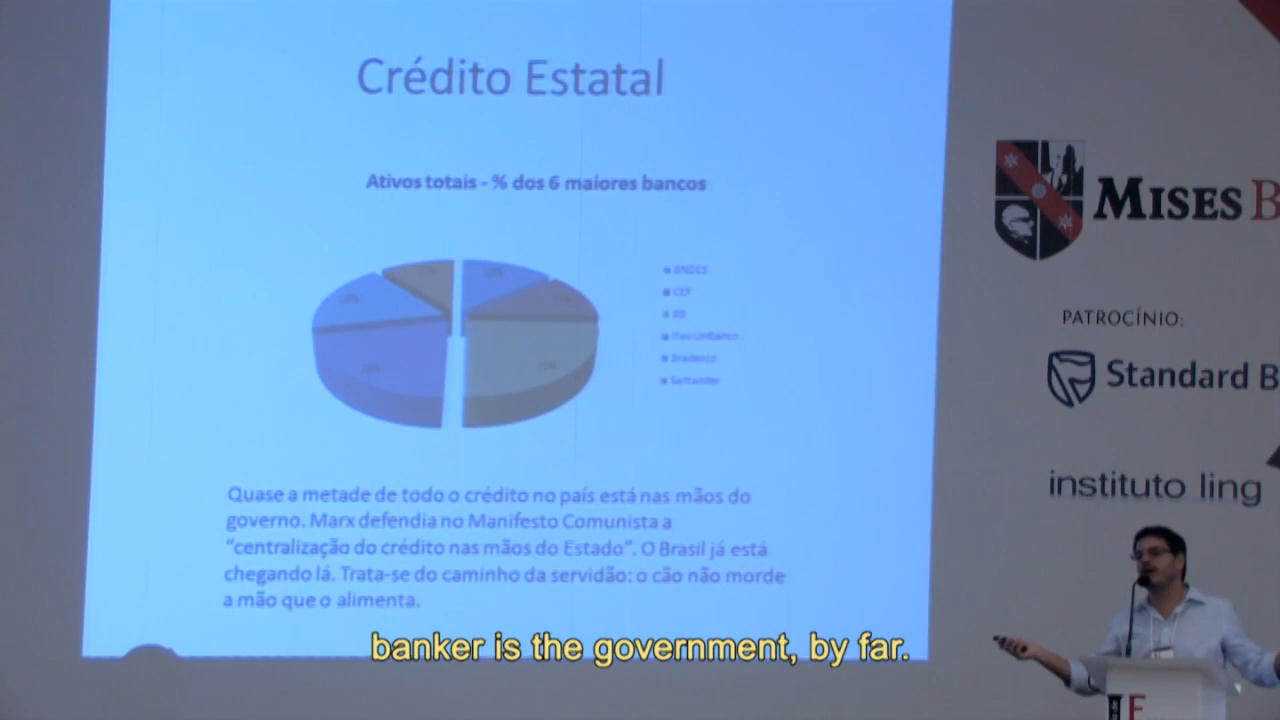 Crédito Estatal
Ativos totais - % dos 6 maiores bancos
BNDES
CEF
BB
Itau Unibanco
Bradesco
Santander
Quase a metade de todo o crédito no país está nas mãos do
governo. Marx defendia no Manifesto Comunista a
“centralização do crédito nas mãos do Estado”. O Brasil já está
chegando lá. Trata-se do caminho da servidão: o cão não morde
a mão que o alimenta.
banker is the government, by far.
MISES B
PATROCÍNIO:
Standard B
instituto ling